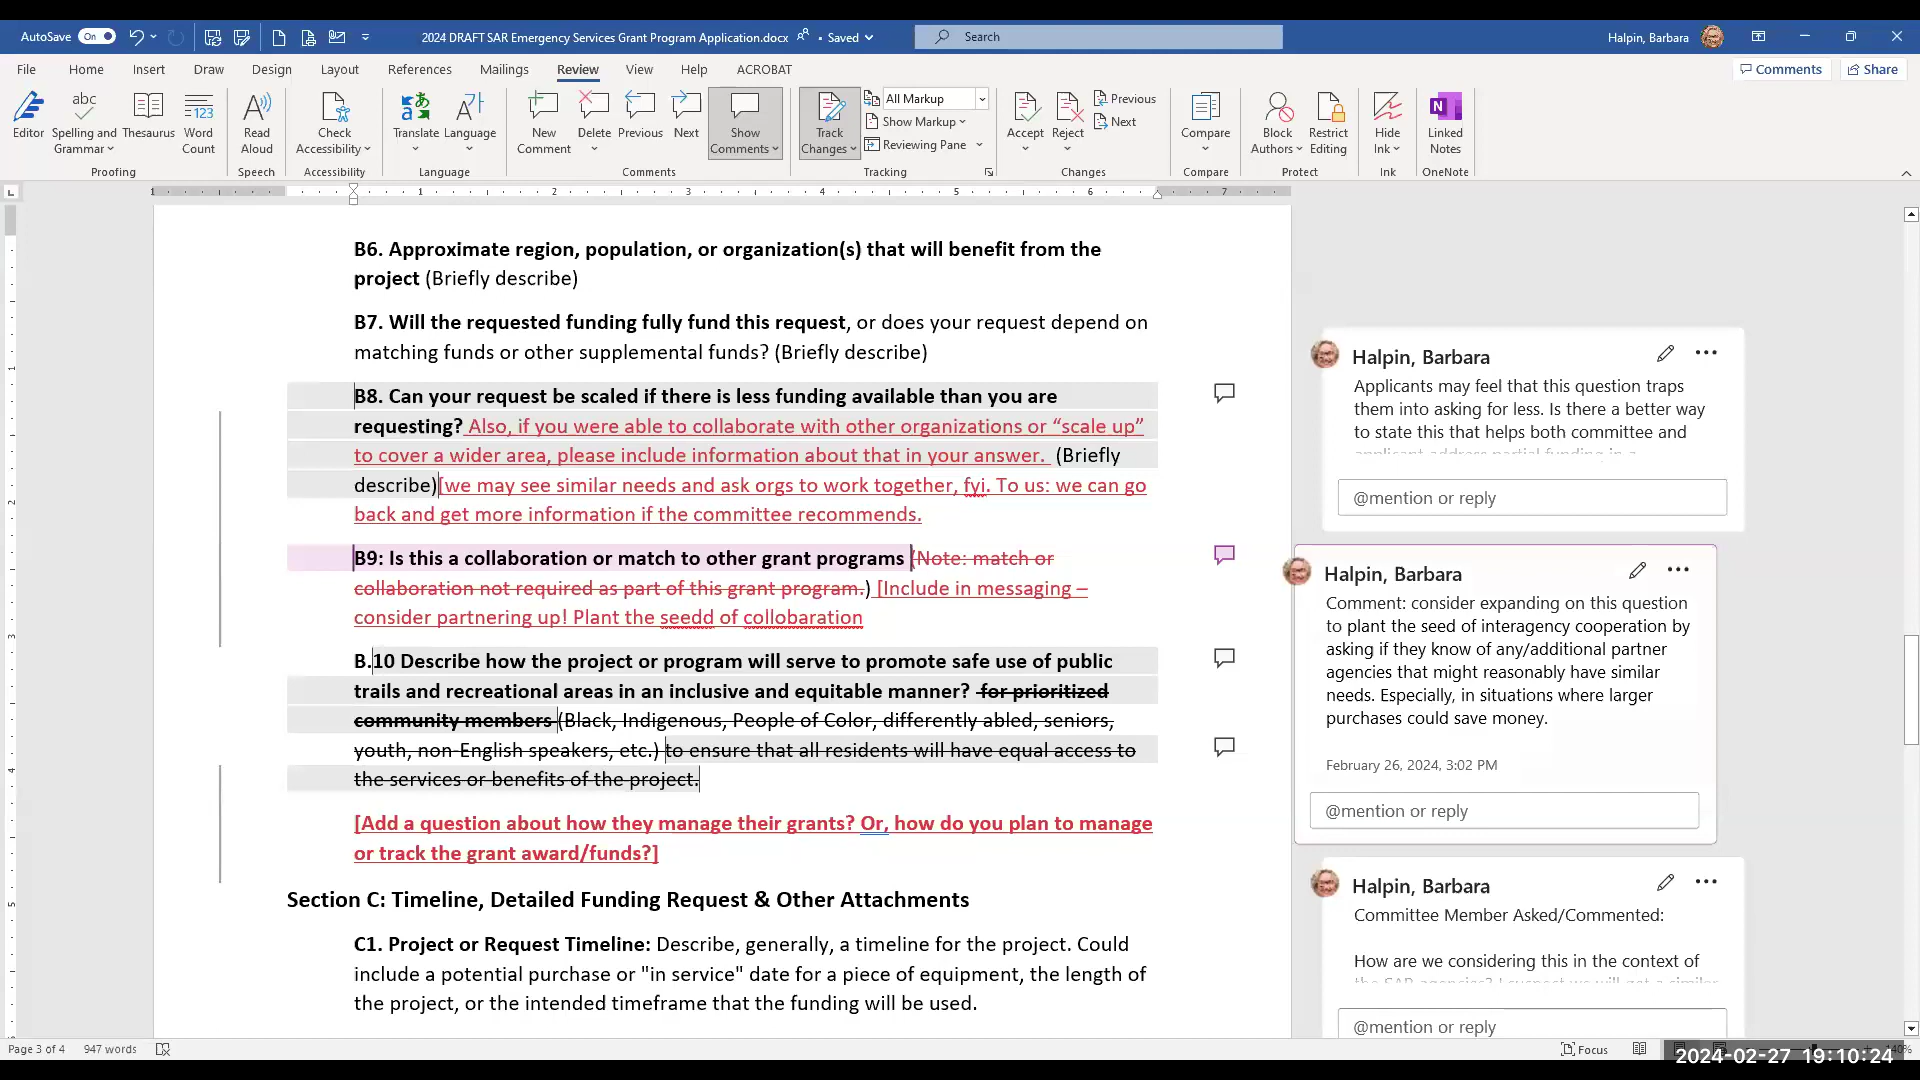 AutoSave On 2024 DRAFT SAR Emergency Services Grant Program Application.docx • Saved Search Halpin, Barbara
File Home Insert Draw Design Layout References Mailings Review View Help ACROBAT Comments Share
Editor
Spelling and Grammar
Thesaurus
Word Count
Read Aloud
Check Accessibility
Translate
Language
New Comment
Delete
Previous
Next
Show Comments
Track Changes
All Markup
Show Markup
Reviewing Pane
Accept
Reject
Previous
Next
Compare
Block Authors
Restrict Editing
Hide Ink
Linked Notes
Proofing Speech Accessibility Language Comments Tracking Changes Compare Protect Ink OneNote
1 1 2 3 4 5 6 7
B6. Approximate region, population, or organization(s) that will benefit from the
project (Briefly describe)
B7. Will the requested funding fully fund this request, or does your request depend on
matching funds or other supplemental funds? (Briefly describe)
B8. Can your request be scaled if there is less funding available than you are
requesting? Also, if you were able to collaborate with other organizations or “scale up”
to cover a wider area, please include information about that in your answer. (Briefly
describe)[we may see similar needs and ask orgs to work together, fyi. To us: we can go
back and get more information if the committee recommends.
B9: Is this a collaboration or match to other grant programs (Note: match or
collaboration not required as part of this grant program.) [Include in messaging –
consider partnering up! Plant the seedd of collobaration
B.10 Describe how the project or program will serve to promote safe use of public
trails and recreational areas in an inclusive and equitable manner? for prioritized
community members (Black, Indigenous, People of Color, differently abled, seniors,
youth, non-English speakers, etc.) to ensure that all residents will have equal access to
the services or benefits of the project.
[Add a question about how they manage their grants? Or, how do you plan to manage
or track the grant award/funds?]
Section C: Timeline, Detailed Funding Request & Other Attachments
C1. Project or Request Timeline: Describe, generally, a timeline for the project. Could
include a potential purchase or "in service" date for a piece of equipment, the length of
the project, or the intended timeframe that the funding will be used.
Halpin, Barbara
Applicants may feel that this question traps
them into asking for less. Is there a better way
to state this that helps both committee and
applicant address partial funding in a
@mention or reply
Halpin, Barbara
Comment: consider expanding on this question
to plant the seed of interagency cooperation by
asking if they know of any/additional partner
agencies that might reasonably have similar
needs. Especially, in situations where larger
purchases could save money.
February 26, 2024, 3:02 PM
@mention or reply
Halpin, Barbara
Committee Member Asked/Commented:
How are we considering this in the context of
the SAR agencies? I suspect we will get a similar
@mention or reply
Page 3 of 4 947 words Focus
2024-02-27 19:10:24